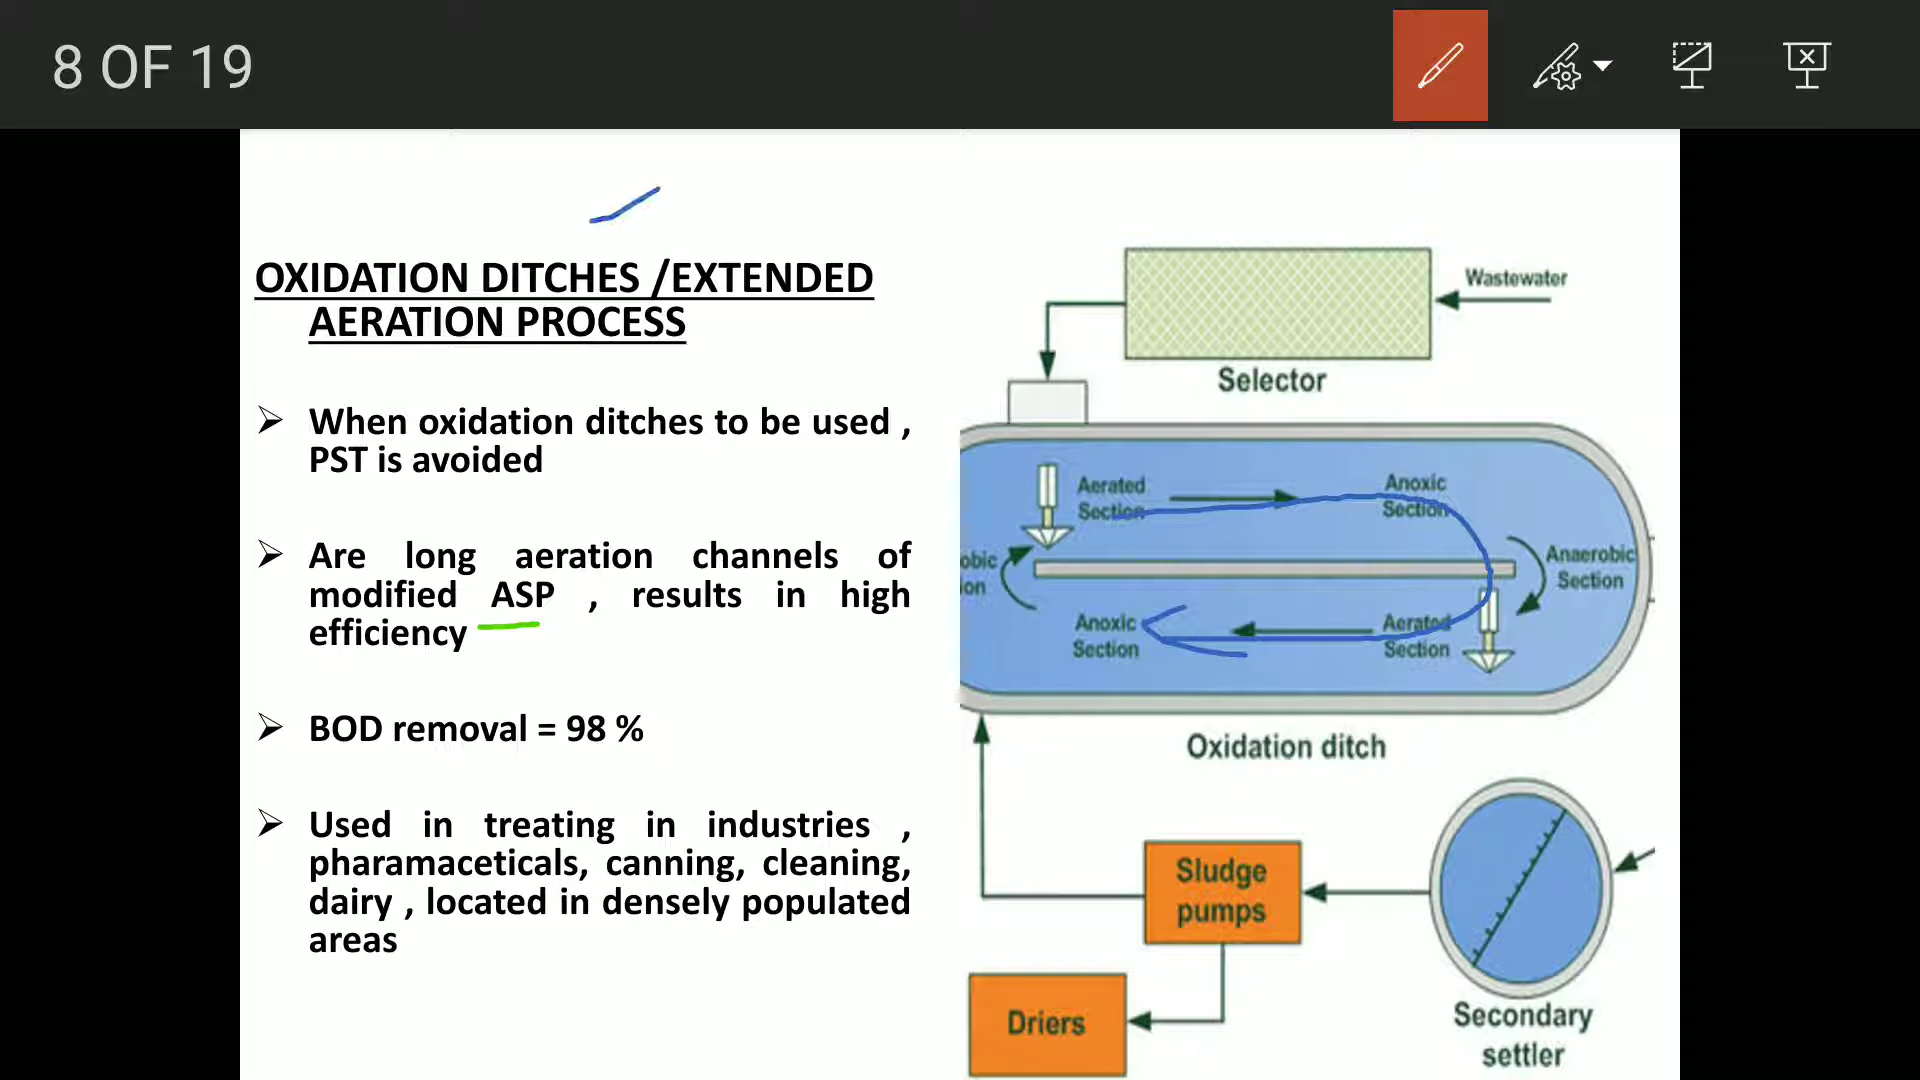 8 OF 19
OXIDATION DITCHES /EXTENDED
AERATION PROCESS
When oxidation ditches to be used ,
PST is avoided
Are long aeration channels of
modified ASP , results in high
efficiency
BOD removal = 98 %
Used in treating in industries ,
pharamaceticals, canning, cleaning,
dairy , located in densely populated
areas
Wastewater
Selector
Aerated
Section
Anoxic
Section
obic
ion
Anaerobic
Section
Anoxic
Section
Aerated
Section
Oxidation ditch
Sludge
pumps
Driers
Secondary
settler